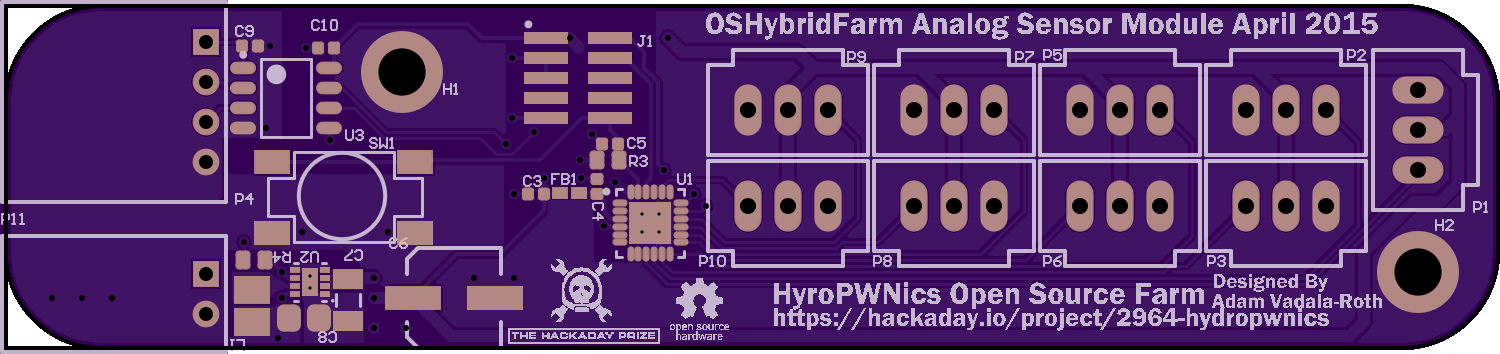 OSHybridFarm Analog Sensor Module April 2015
C9
C10
J1
P9
P7
P5
P2
H1
U3
SW1
C5
R3
C3
FB1
U1
C4
P4
P11
P1
H2
C6
R4
U2
C7
P10
P8
P6
P3
Designed By
Adam Vadala-Roth
HyroPWNics Open Source Farm
https://hackaday.io/project/2964-hydropwnics
open source
hardware
THE HACKADAY PRIZE
C8
L1